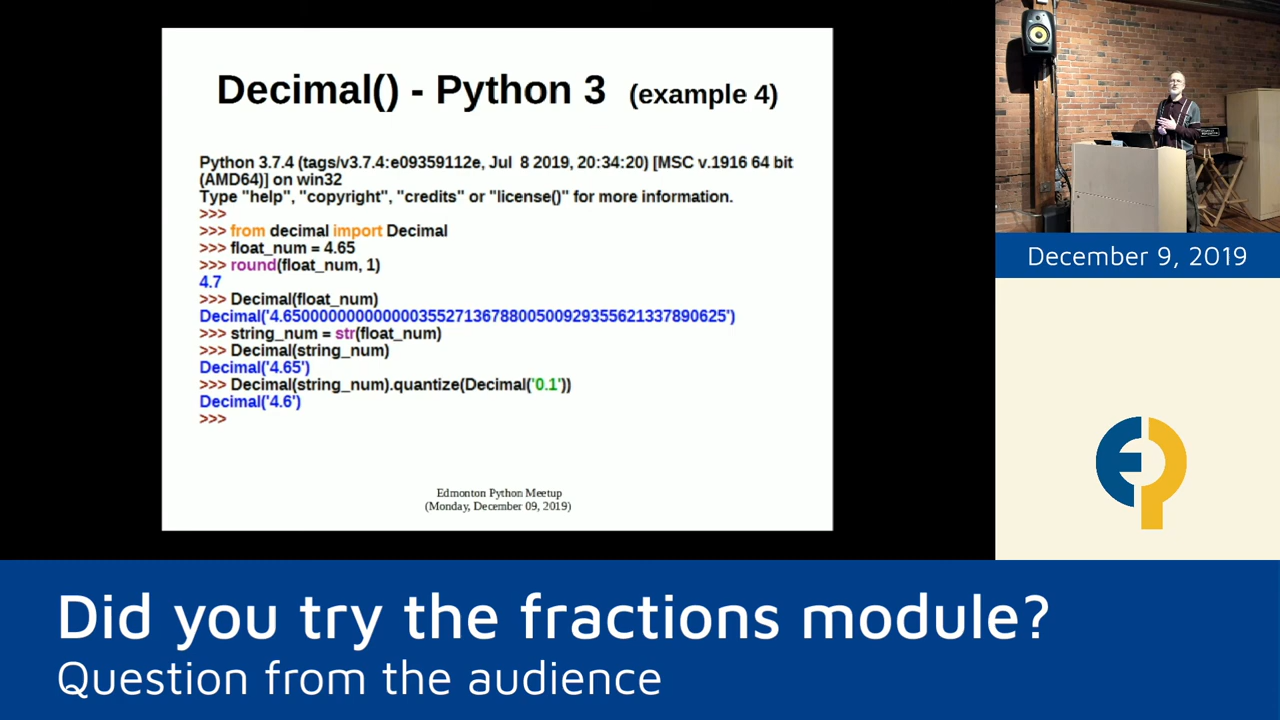 Decimal() - Python 3 (example 4)
Python 3.7.4 (tags/v3.7.4:e09359112e, Jul 8 2019, 20:34:20) [MSC v.1916 64 bit
(AMD64)] on win32
Type "help", "copyright", "credits" or "license()" for more information.
>>>
>>> from decimal import Decimal
>>> float_num = 4.65
>>> round(float_num, 1)
4.7
>>> Decimal(float_num)
Decimal('4.6500000000000003552713678800500929355621337890625')
>>> string_num = str(float_num)
>>> Decimal(string_num)
Decimal('4.65')
>>> Decimal(string_num).quantize(Decimal('0.1'))
Decimal('4.6')
>>>
Edmonton Python Meetup
(Monday, December 09, 2019)
December 9, 2019
Did you try the fractions module?
Question from the audience